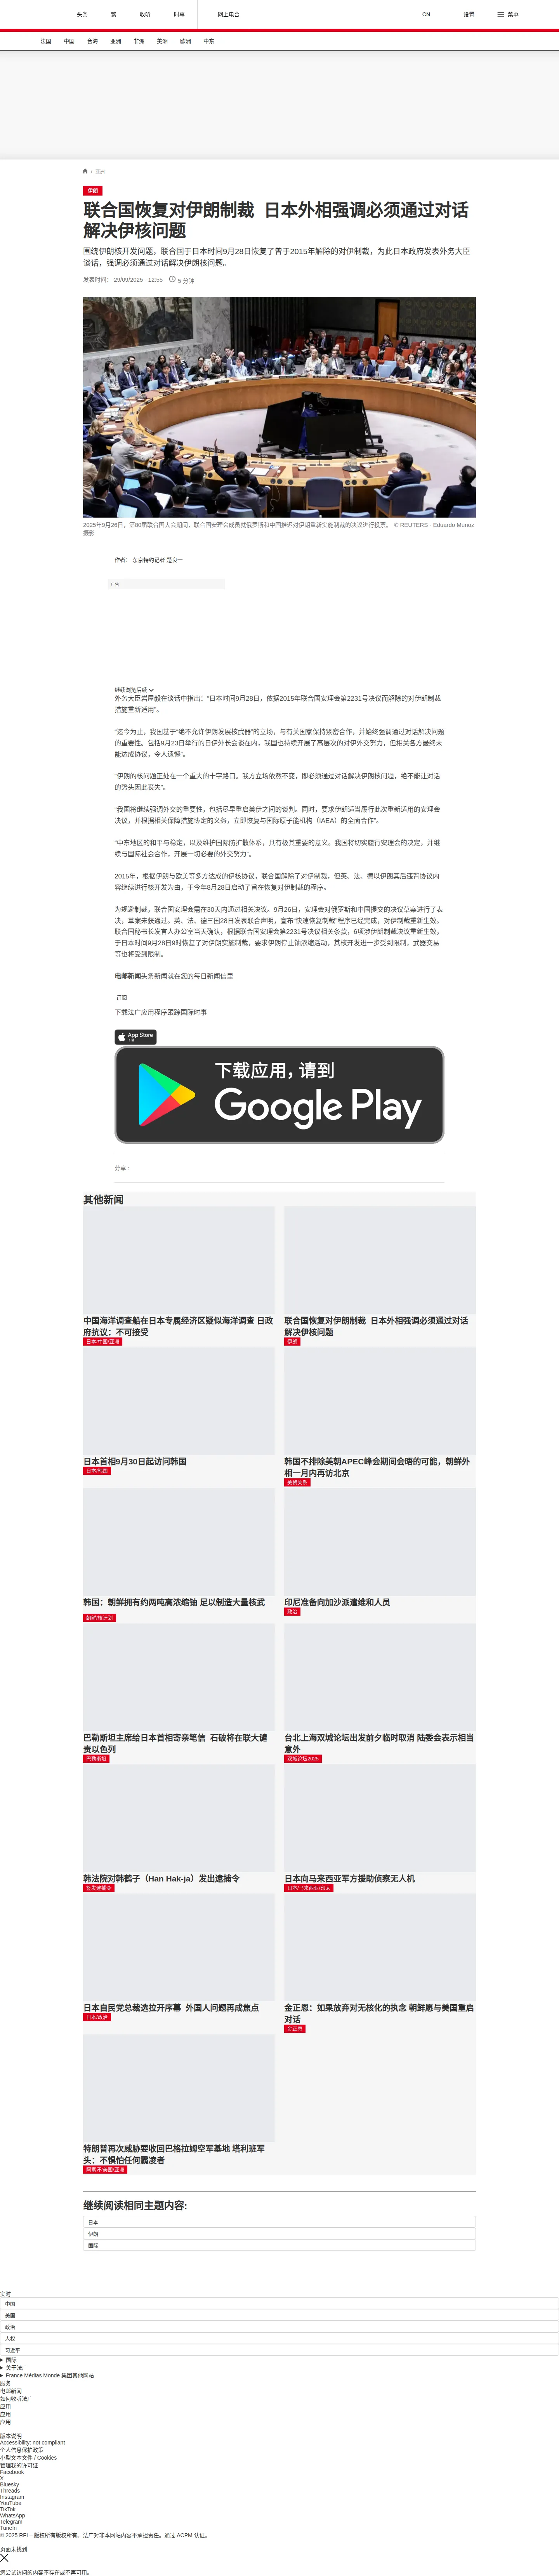 头条
繁
收听
时事
网上电台
CN
设置
菜单
法国
中国
台海
亚洲
非洲
美洲
欧洲
中东
/ 亚洲
伊朗
联合国恢复对伊朗制裁 日本外相强调必须通过对话
解决伊核问题
围绕伊朗核开发问题，联合国于日本时间9月28日恢复了曾于2015年解除的对伊制裁，为此日本政府发表外务大臣
谈话，强调必须通过对话解决伊朗核问题。
发表时间： 29/09/2025 - 12:55
5 分钟
2025年9月26日，第80届联合国大会期间，联合国安理会成员就俄罗斯和中国推迟对伊朗重新实施制裁的决议进行投票。 © REUTERS - Eduardo Munoz
摄影
作者： 东京特约记者 楚良一
广告
继续浏览后续
外务大臣岩屋毅在谈话中指出：“日本时间9月28日，依据2015年联合国安理会第2231号决议而解除的对伊朗制裁
措施重新适用”。
“迄今为止，我国基于“绝不允许伊朗发展核武器”的立场，与有关国家保持紧密合作，并始终强调通过对话解决问题
的重要性。包括9月23日举行的日伊外长会谈在内，我国也持续开展了高层次的对伊外交努力，但相关各方最终未
能达成协议，令人遗憾”。
“伊朗的核问题正处在一个重大的十字路口。我方立场依然不变，即必须通过对话解决伊朗核问题，绝不能让对话
的势头因此丧失”。
“我国将继续强调外交的重要性，包括尽早重启美伊之间的谈判。同时，要求伊朗适当履行此次重新适用的安理会
决议，并根据相关保障措施协定的义务，立即恢复与国际原子能机构（IAEA）的全面合作”。
“中东地区的和平与稳定，以及维护国际防扩散体系，具有极其重要的意义。我国将切实履行安理会的决定，并继
续与国际社会合作，开展一切必要的外交努力”。
2015年，根据伊朗与欧美等多方达成的伊核协议，联合国解除了对伊制裁，但英、法、德以伊朗其后违背协议内
容继续进行核开发为由，于今年8月28日启动了旨在恢复对伊制裁的程序。
为规避制裁，联合国安理会需在30天内通过相关决议。9月26日，安理会对俄罗斯和中国提交的决议草案进行了表
决，草案未获通过。英、法、德三国28日发表联合声明，宣布“快速恢复制裁”程序已经完成，对伊制裁重新生效。
联合国秘书长发言人办公室当天确认，根据联合国安理会第2231号决议相关条款，6项涉伊朗制裁决议重新生效，
于日本时间9月28日9时恢复了对伊朗实施制裁，要求伊朗停止铀浓缩活动，其核开发进一步受到限制，武器交易
等也将受到限制。
电邮新闻头条新闻就在您的每日新闻信里
订阅
下载法广应用程序跟踪国际时事
App Store
下载
下载应用，请到
Google Play
分享 :
其他新闻
中国海洋调查船在日本专属经济区疑似海洋调查 日政
府抗议：不可接受
日本/中国/亚洲
联合国恢复对伊朗制裁 日本外相强调必须通过对话
解决伊核问题
伊朗
日本首相9月30日起访问韩国
日本/韩国
韩国不排除美朝APEC峰会期间会晤的可能，朝鲜外
相一月内再访北京
美朝关系
韩国：朝鲜拥有约两吨高浓缩铀 足以制造大量核武
朝鲜/核计划
印尼准备向加沙派遣维和人员
政治
巴勒斯坦主席给日本首相寄亲笔信 石破将在联大谴
责以色列
巴勒斯坦
台北上海双城论坛出发前夕临时取消 陆委会表示相当
意外
双城论坛2025
韩法院对韩鹤子（Han Hak-ja）发出逮捕令
签发逮捕令
日本向马来西亚军方援助侦察无人机
日本/马来西亚/印太
日本自民党总裁选拉开序幕 外国人问题再成焦点
日本/政治
金正恩：如果放弃对无核化的执念 朝鲜愿与美国重启
对话
金正恩
特朗普再次威胁要收回巴格拉姆空军基地 塔利班军
头：不惧怕任何霸凌者
阿富汗/美国/亚洲
继续阅读相同主题内容:
日本
伊朗
国际
实时
中国
美国
政治
人权
习近平
国际
关于法广
France Médias Monde 集团其他网站
服务
电邮新闻
如何收听法广
应用
应用
应用
版本说明
Accessibility: not compliant
个人信息保护政策
小型文本文件 / Cookies
管理我的许可证
Facebook
X
Bluesky
Threads
Instagram
YouTube
TikTok
WhatsApp
Telegram
TuneIn
© 2025 RFI – 版权所有版权所有。法广对非本网站内容不承担责任。通过 ACPM 认证。
页面未找到
您尝试访问的内容不存在或不再可用。